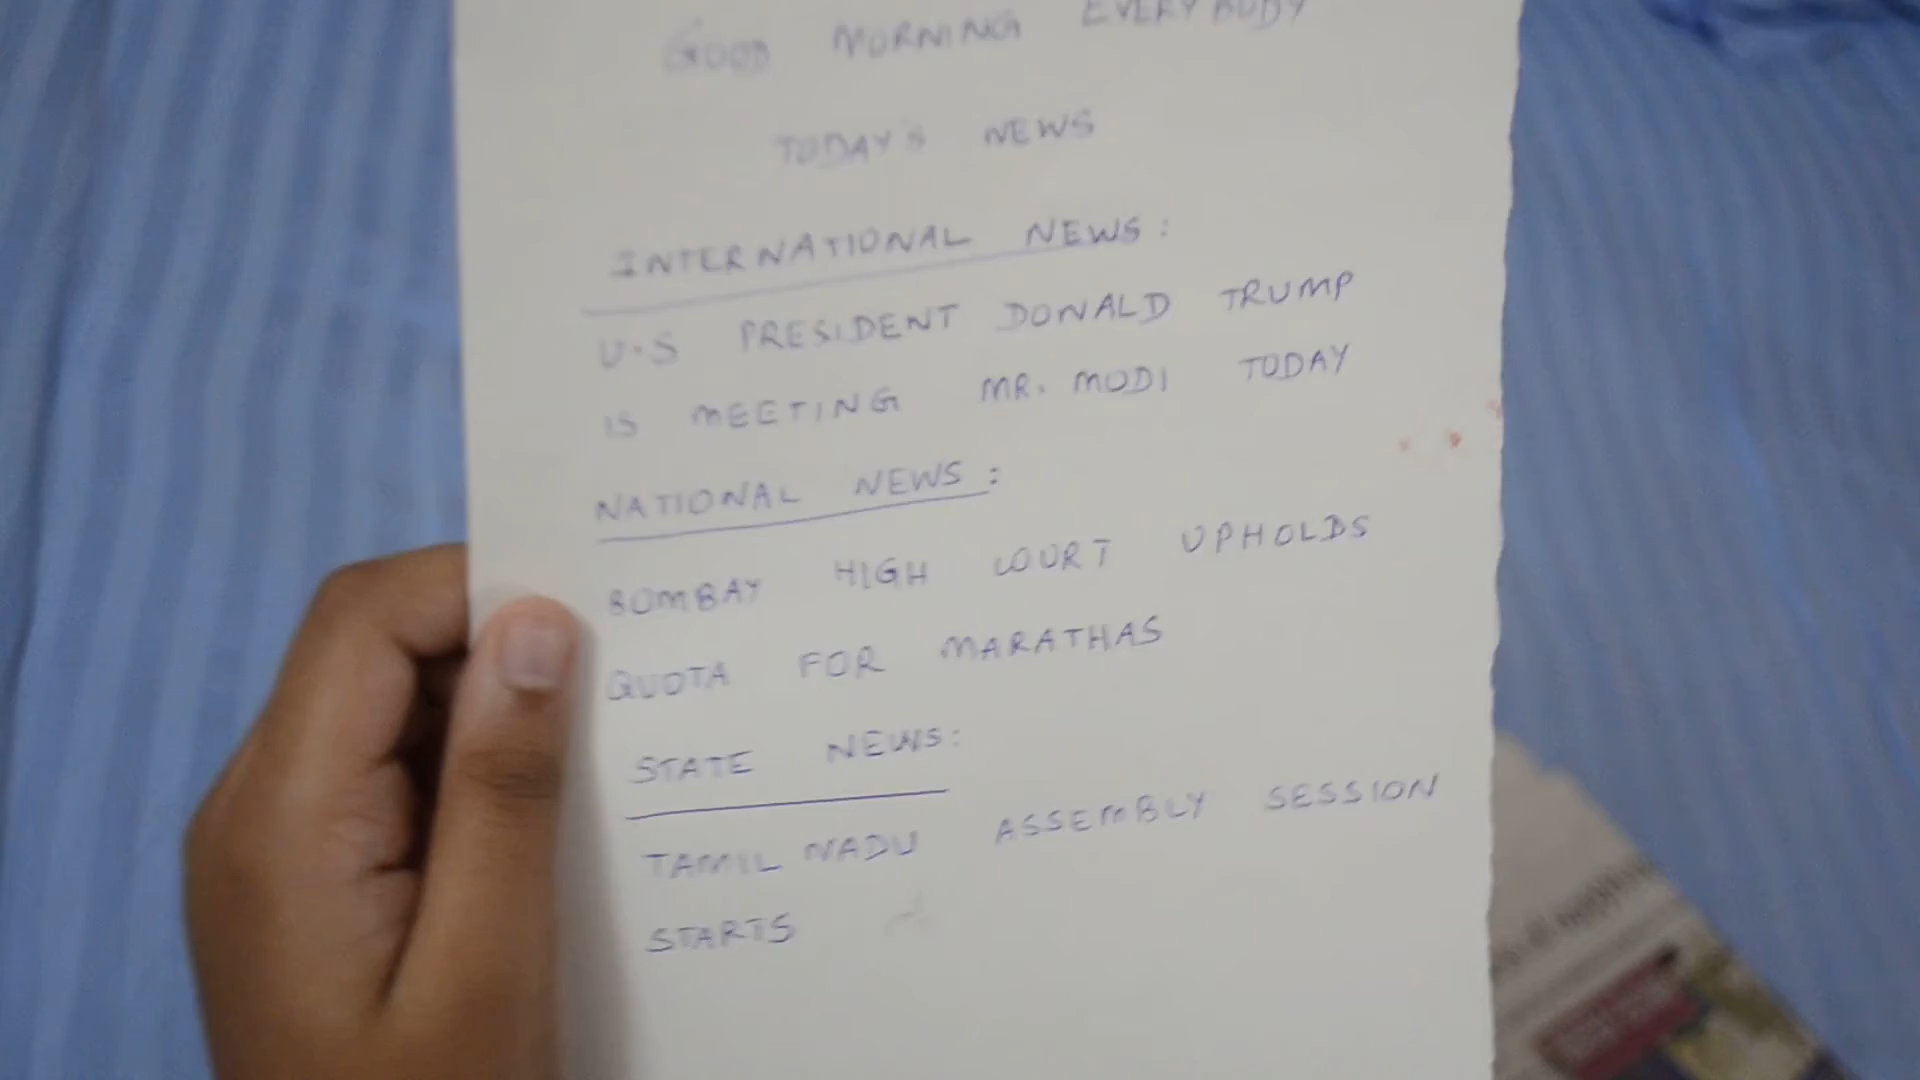 GOOD MORNING EVERYBODY
TODAY'S NEWS
INTERNATIONAL NEWS:
U.S PRESIDENT DONALD TRUMP
IS MEETING MR. MODI TODAY
NATIONAL NEWS:
BOMBAY HIGH COURT UPHOLDS
QUOTA FOR MARATHAS
STATE NEWS:
TAMIL NADU ASSEMBLY SESSION
STARTS